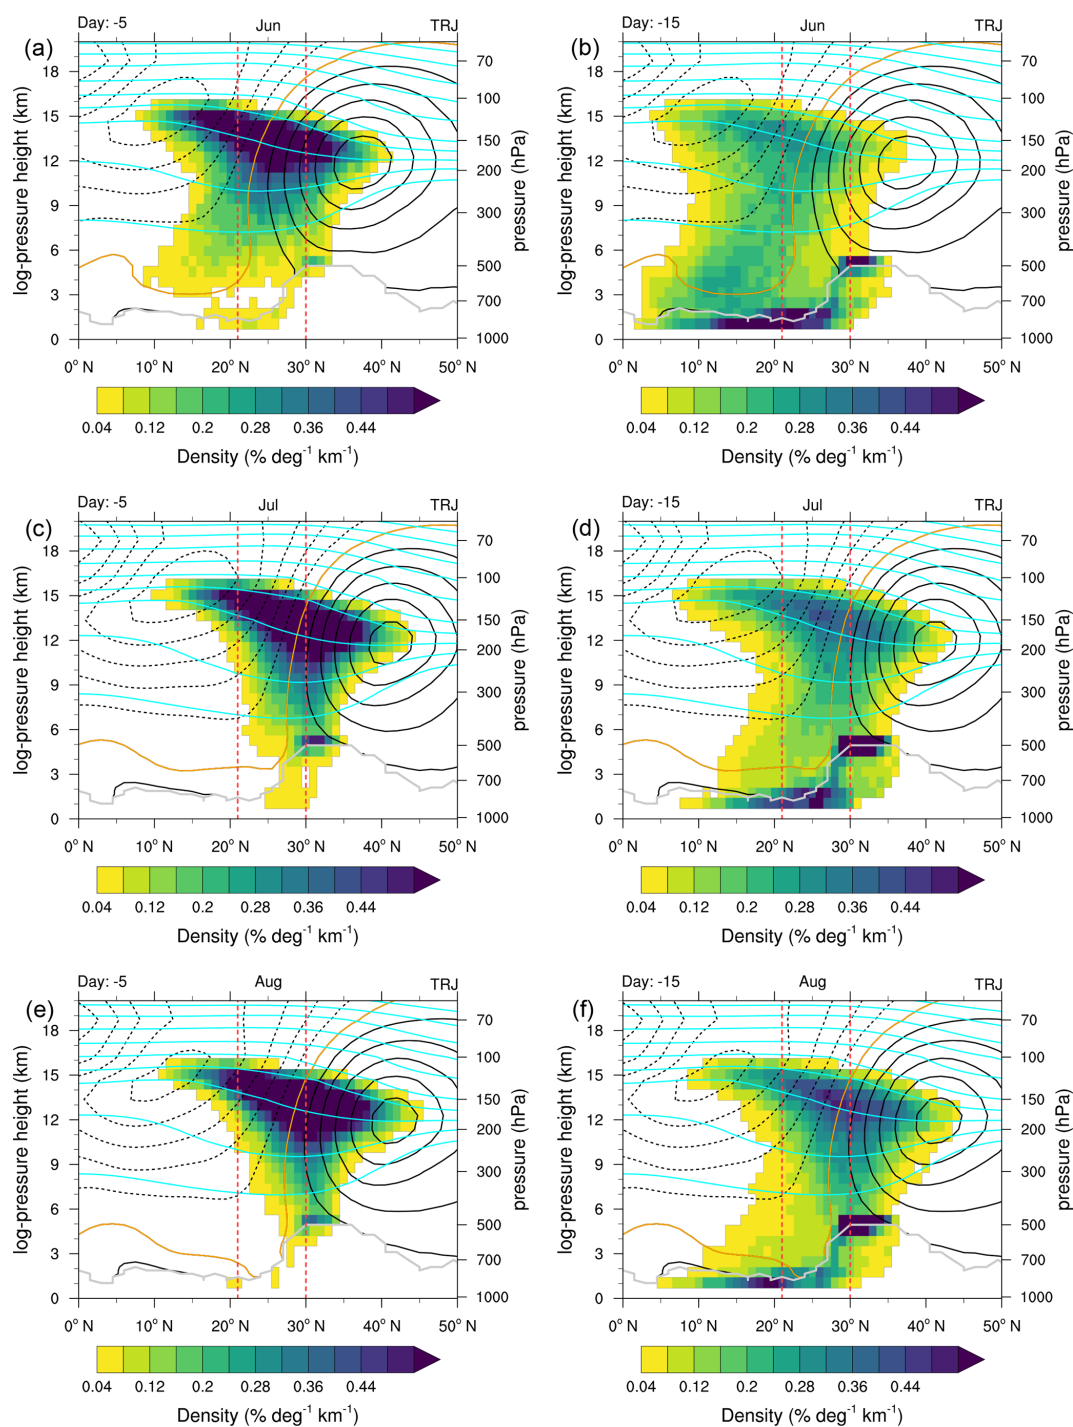 Day: -5 Jun TRJ
(a)
18
15
12
9
6
3
0
log-pressure height (km)
70
100
150
200
300
500
700
1000
pressure (hPa)
0° N 10° N 20° N 30° N 40° N 50° N
0.04 0.12 0.2 0.28 0.36 0.44
Density (% deg⁻¹ km⁻¹)
Day: -15 Jun TRJ
(b)
18
15
12
9
6
3
0
log-pressure height (km)
70
100
150
200
300
500
700
1000
pressure (hPa)
0° N 10° N 20° N 30° N 40° N 50° N
0.04 0.12 0.2 0.28 0.36 0.44
Density (% deg⁻¹ km⁻¹)
Day: -5 Jul TRJ
(c)
18
15
12
9
6
3
0
log-pressure height (km)
70
100
150
200
300
500
700
1000
pressure (hPa)
0° N 10° N 20° N 30° N 40° N 50° N
0.04 0.12 0.2 0.28 0.36 0.44
Density (% deg⁻¹ km⁻¹)
Day: -15 Jul TRJ
(d)
18
15
12
9
6
3
0
log-pressure height (km)
70
100
150
200
300
500
700
1000
pressure (hPa)
0° N 10° N 20° N 30° N 40° N 50° N
0.04 0.12 0.2 0.28 0.36 0.44
Density (% deg⁻¹ km⁻¹)
Day: -5 Aug TRJ
(e)
18
15
12
9
6
3
0
log-pressure height (km)
70
100
150
200
300
500
700
1000
pressure (hPa)
0° N 10° N 20° N 30° N 40° N 50° N
0.04 0.12 0.2 0.28 0.36 0.44
Density (% deg⁻¹ km⁻¹)
Day: -15 Aug TRJ
(f)
18
15
12
9
6
3
0
log-pressure height (km)
70
100
150
200
300
500
700
1000
pressure (hPa)
0° N 10° N 20° N 30° N 40° N 50° N
0.04 0.12 0.2 0.28 0.36 0.44
Density (% deg⁻¹ km⁻¹)